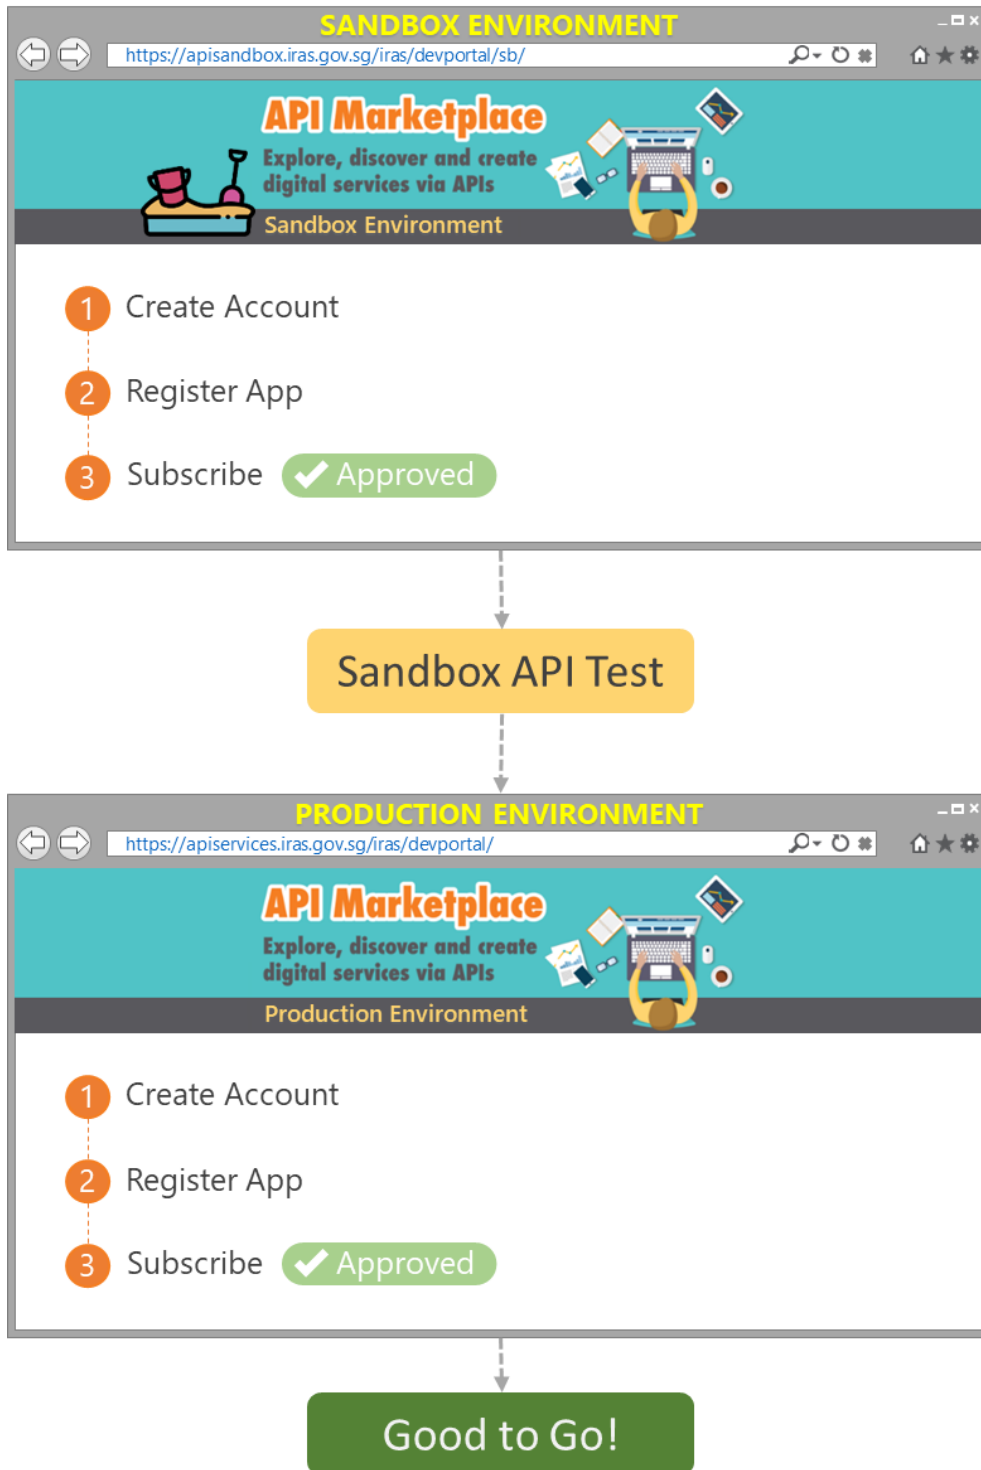 SANDBOX ENVIRONMENT
https://apisandbox.iras.gov.sg/iras/devportal/sb/
API Marketplace
Explore, discover and create
digital services via APIs
Sandbox Environment
1 Create Account
2 Register App
3 Subscribe Approved
Sandbox API Test
PRODUCTION ENVIRONMENT
https://apiservices.iras.gov.sg/iras/devportal/
API Marketplace
Explore, discover and create
digital services via APIs
Production Environment
1 Create Account
2 Register App
3 Subscribe Approved
Good to Go!